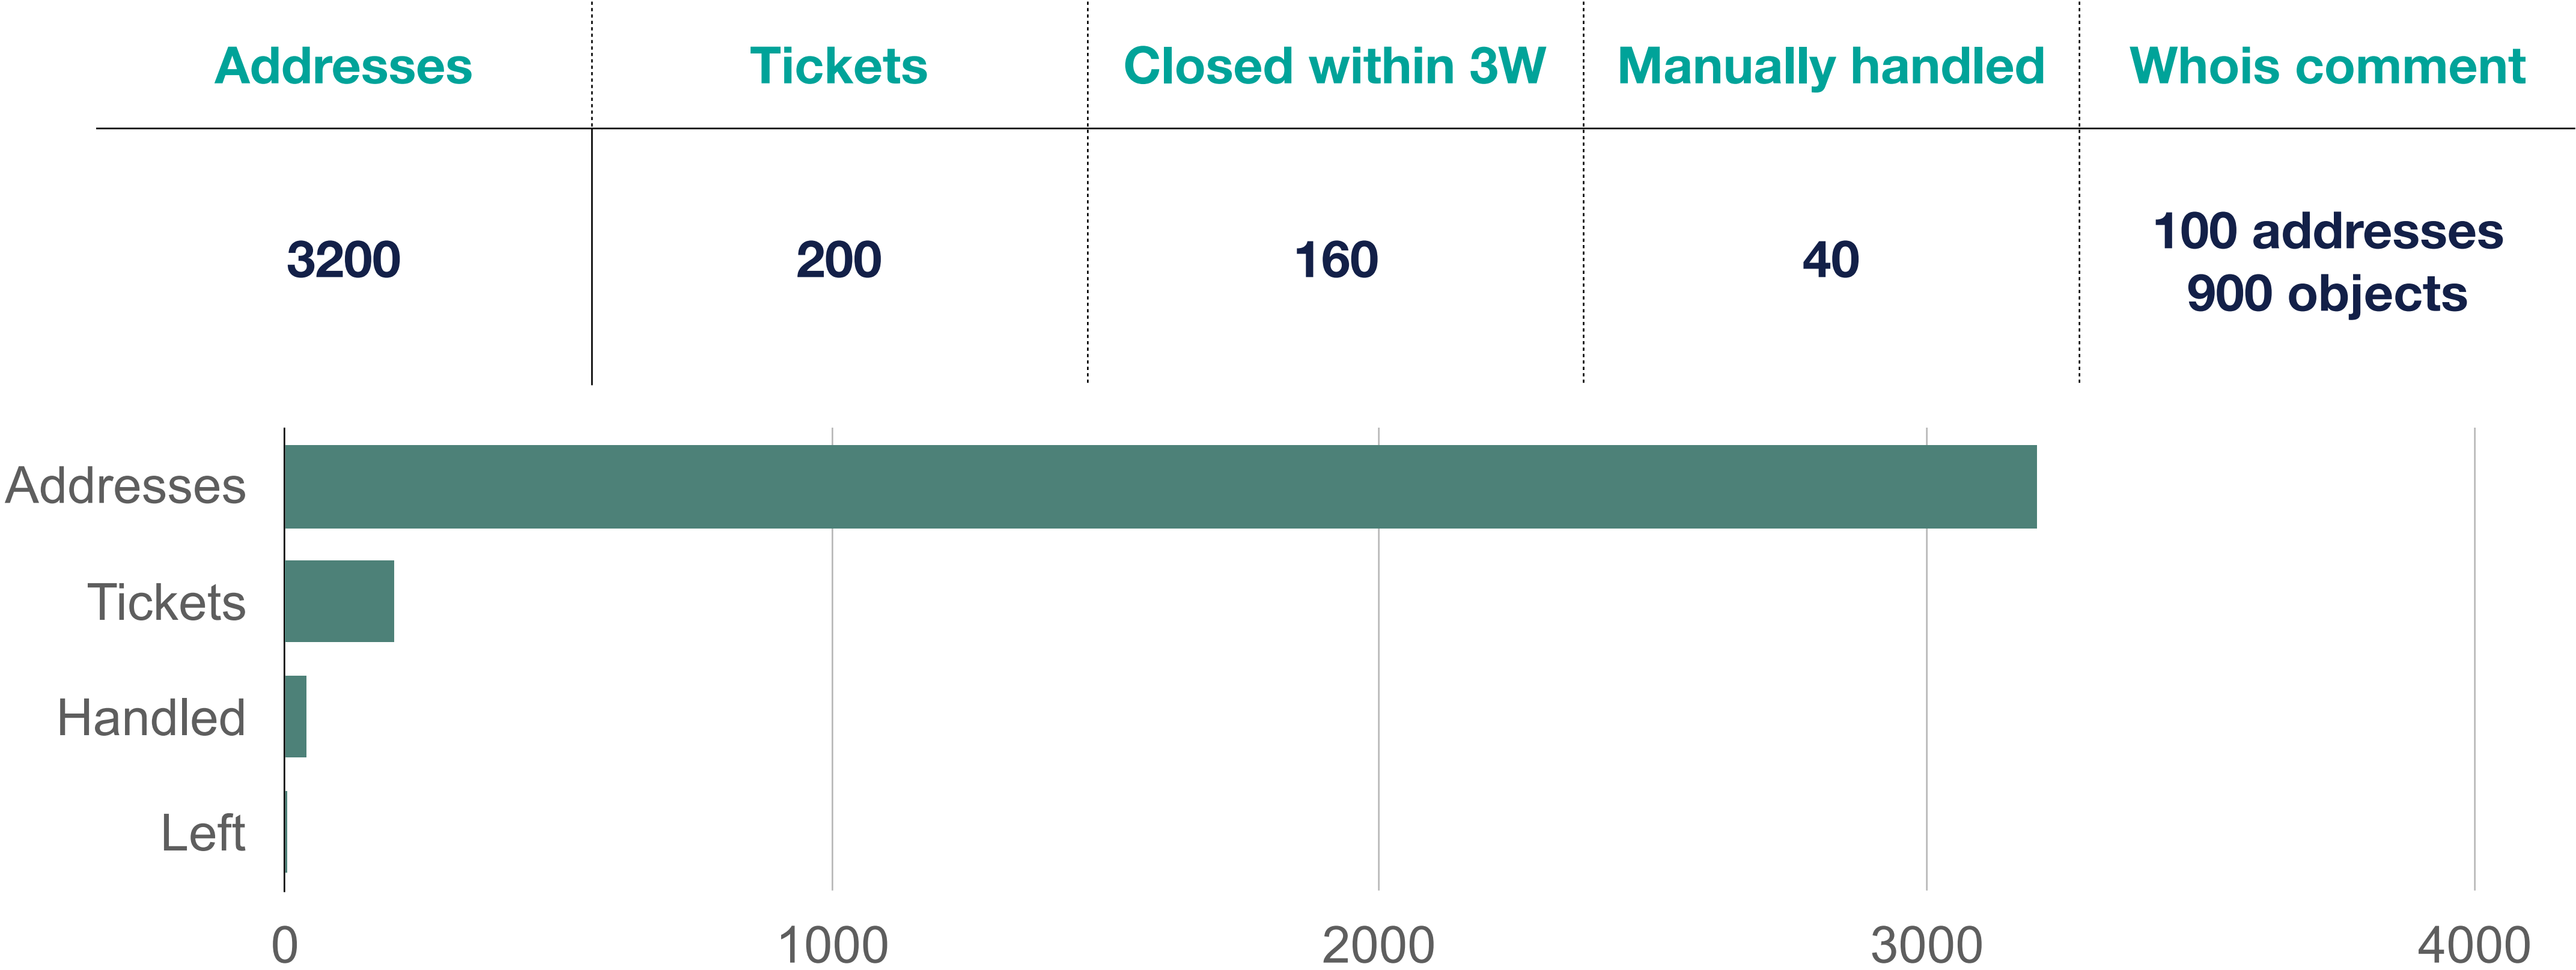 Addresses Tickets Closed within 3W Manually handled Whois comment
3200 200 160 40 100 addresses
900 objects
Addresses
Tickets
Handled
Left
0 1000 2000 3000 4000